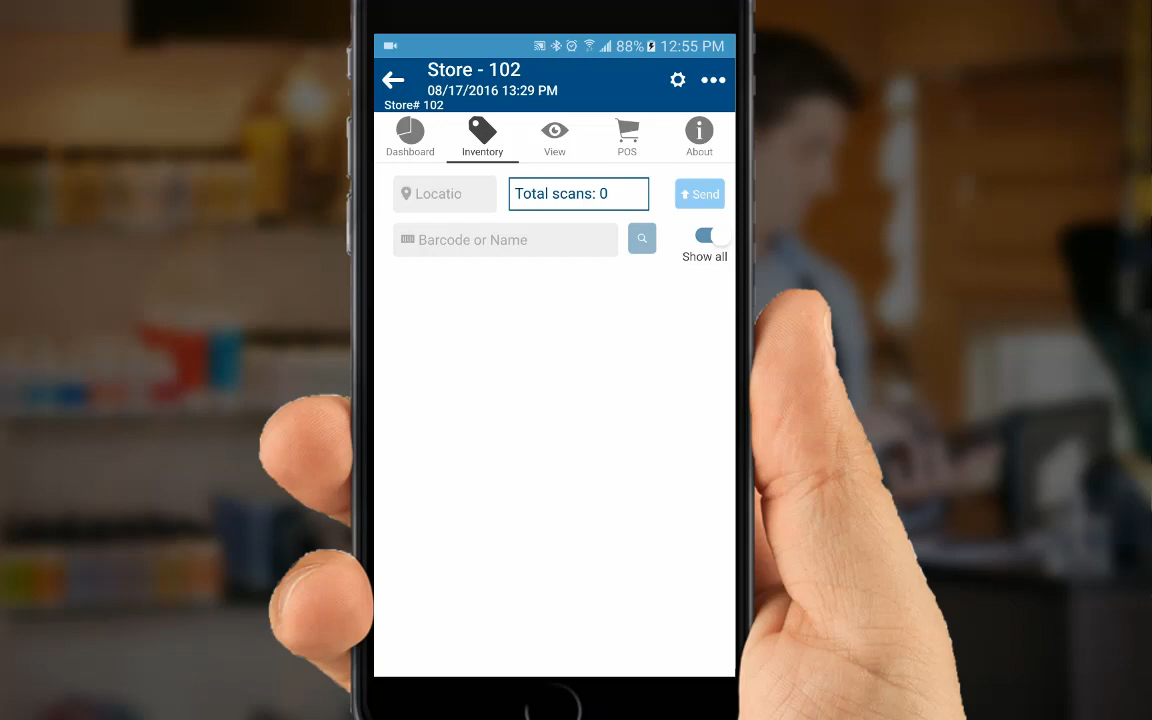 88% 12:55 PM
Store - 102
08/17/2016 13:29 PM
Store# 102
Dashboard Inventory View POS About
Locatio Total scans: 0 Send
Barcode or Name
Show all